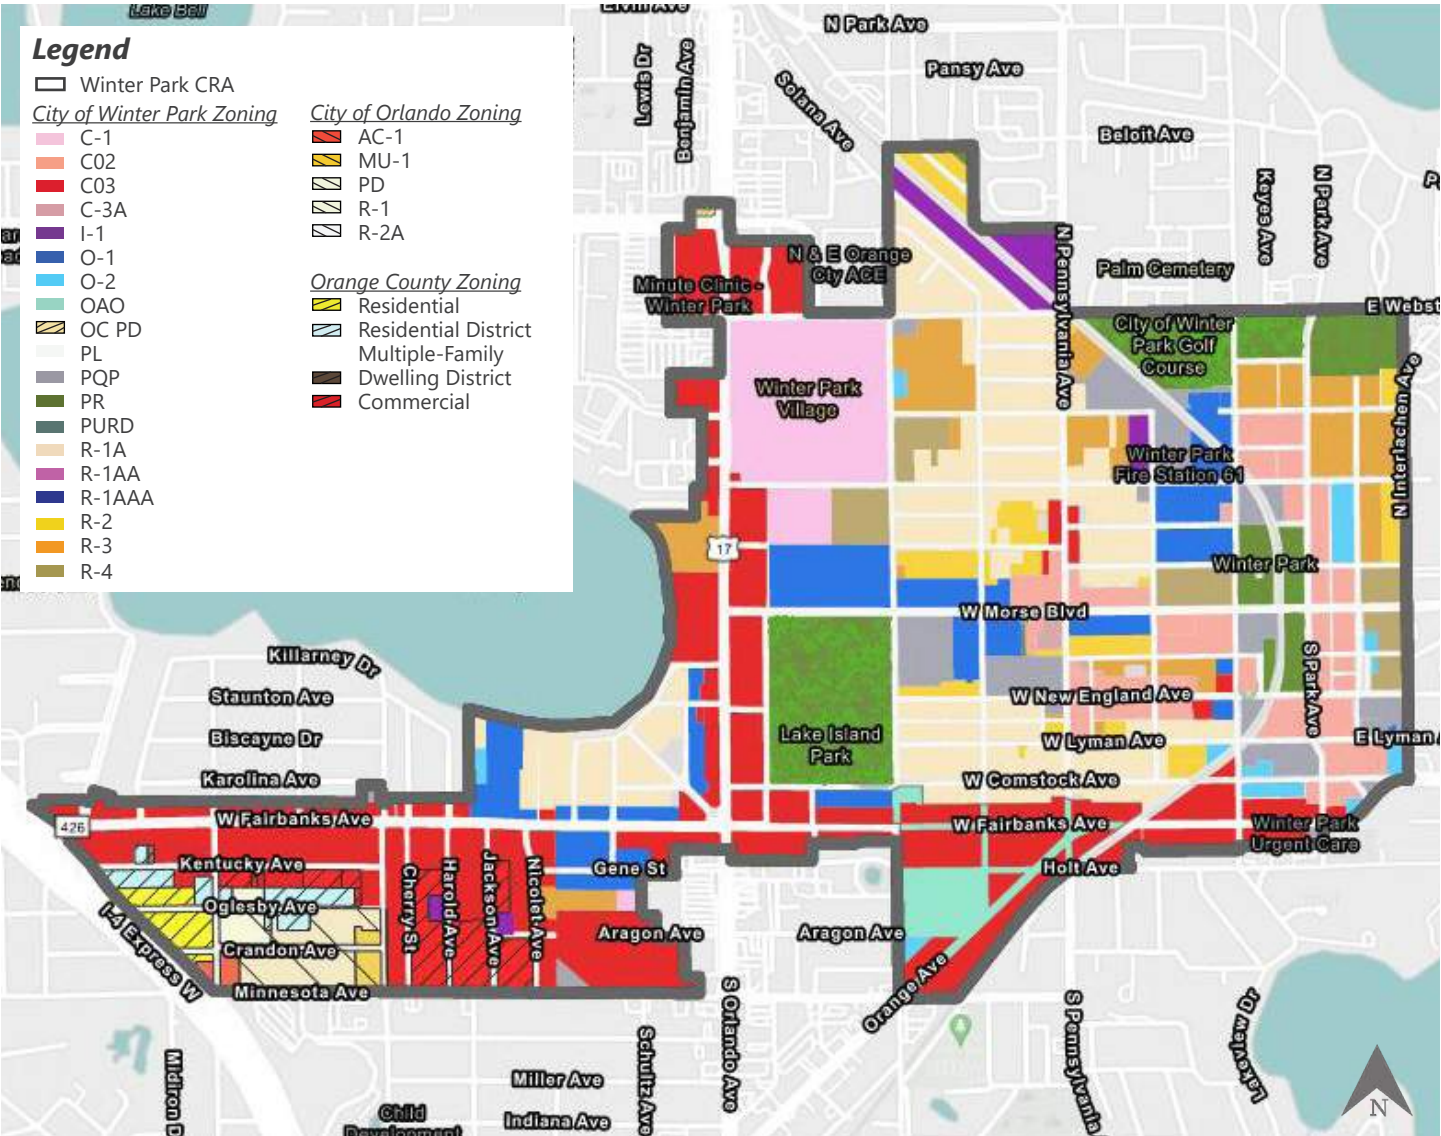 Lake Bell
N Park Ave
Pansy Ave
Lewis Dr
Benjamin Ave
Solana Ave
Beloit Ave
Keyes Ave
N Park Ave
Legend
Winter Park CRA
City of Winter Park Zoning
C-1
C02
C03
C-3A
I-1
O-1
O-2
OAO
OC PD
PL
PQP
PR
PURD
R-1A
R-1AA
R-1AAA
R-2
R-3
R-4
City of Orlando Zoning
AC-1
MU-1
PD
R-1
R-2A
Orange County Zoning
Residential
Residential District
Multiple-Family
Dwelling District
Commercial
N & E Orange
Cty ACE
Minute Clinic -
Winter Park
N Pennsylvania Ave
Palm Cemetery
E Webst
City of Winter
Park Golf
Course
Winter Park
Village
N Interlachen Ave
Winter Park
Fire Station 61
17
Winter Park
W Morse Blvd
Killarney Dr
Staunton Ave
Biscayne Dr
Karolina Ave
S Park Ave
W New England Ave
Lake Island
Park
W Lyman Ave
E Lyman
W Comstock Ave
426
W Fairbanks Ave
W Fairbanks Ave
Winter Park
Urgent Care
Kentucky Ave
Gene St
Holt Ave
Cherry St
Harold Ave
Jackson Ave
Nicolet Ave
Oglesby Ave
I-4 Express W
Crandon Ave
Aragon Ave
Aragon Ave
Minnesota Ave
Orange Ave
S Orlando Ave
S Pennsylvania
Lakeview Dr
Schultz Ave
Midiron D
Miller Ave
Indiana Ave
Child
Development
N